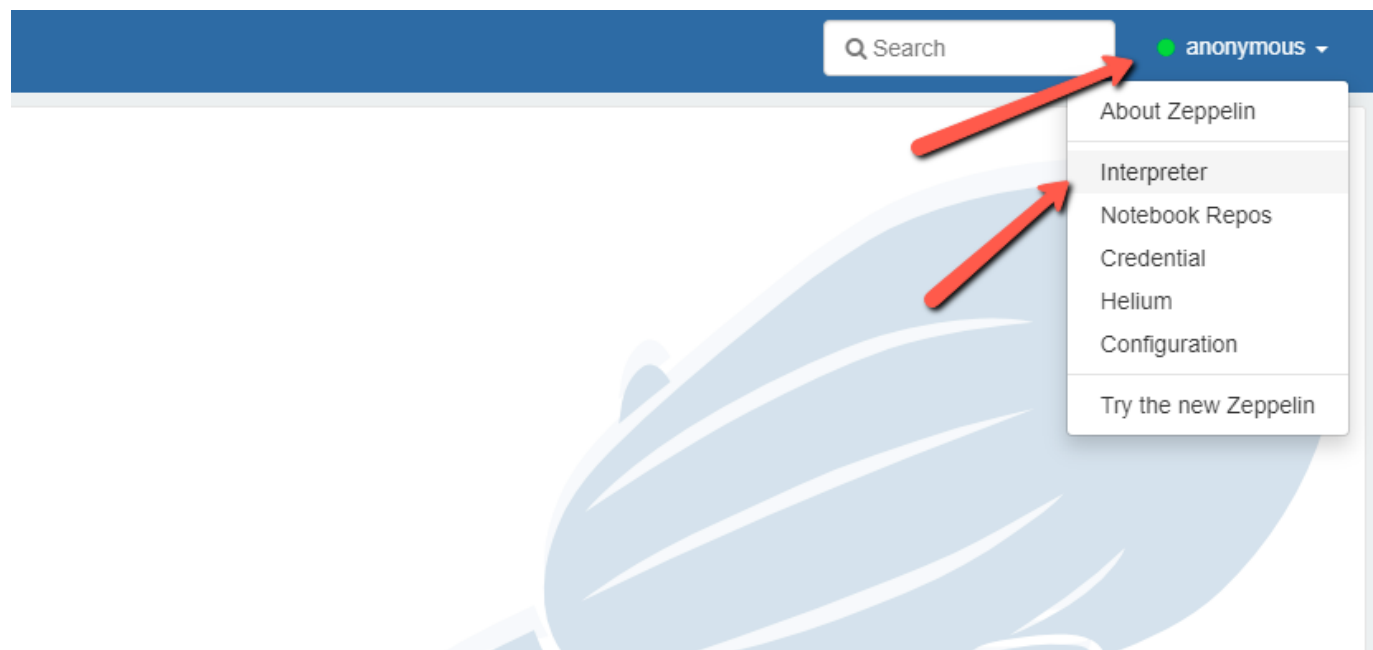 Search
anonymous
About Zeppelin
Interpreter
Notebook Repos
Credential
Helium
Configuration
Try the new Zeppelin